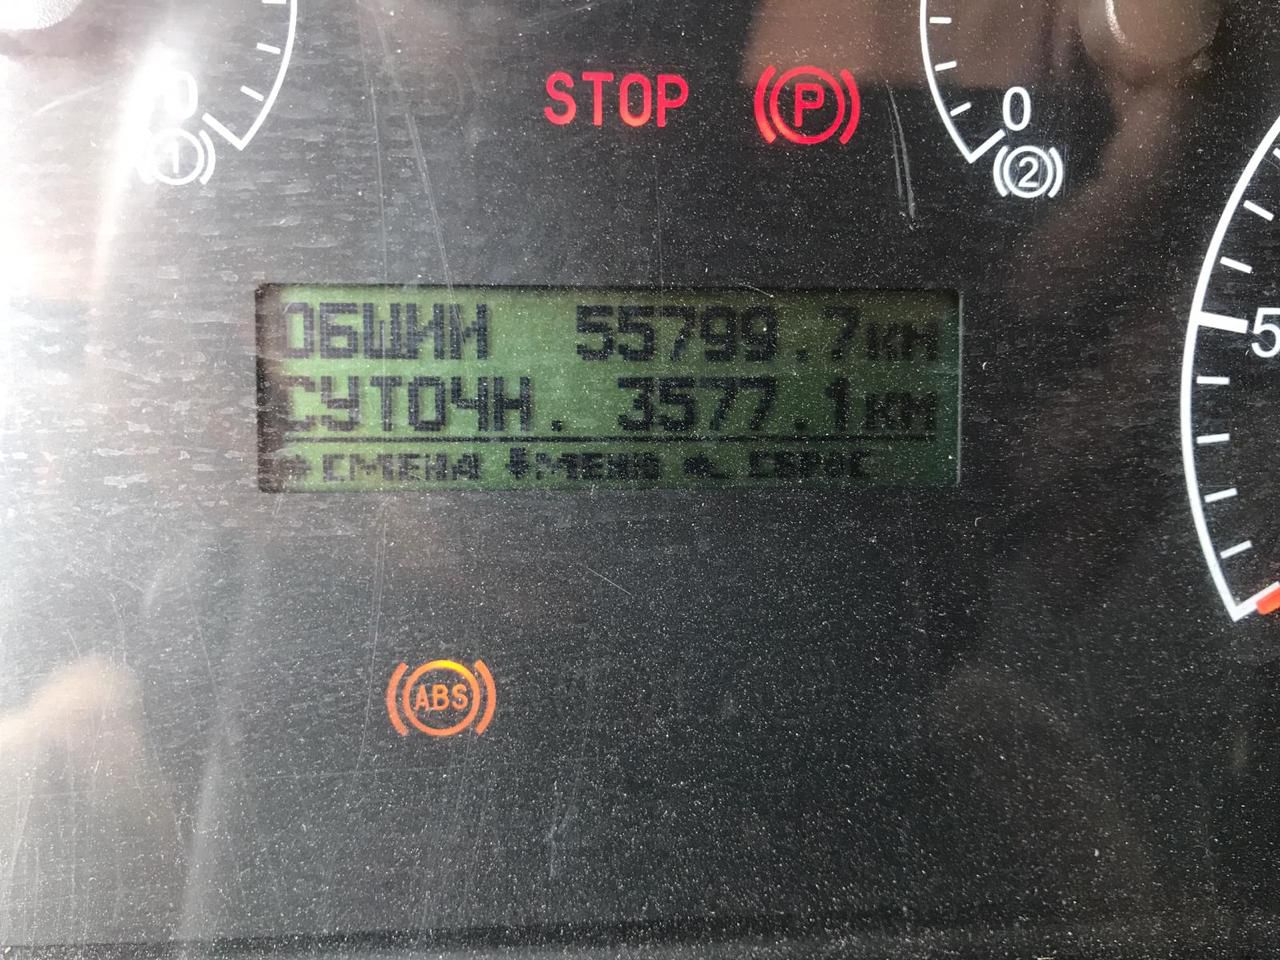 STOP (P)
0 0
1 2
ОБЩИЙ 55799.7км
5
СУТОЧН. 3577.1км
СМЕНА МЕНЮ СБРОС
ABS